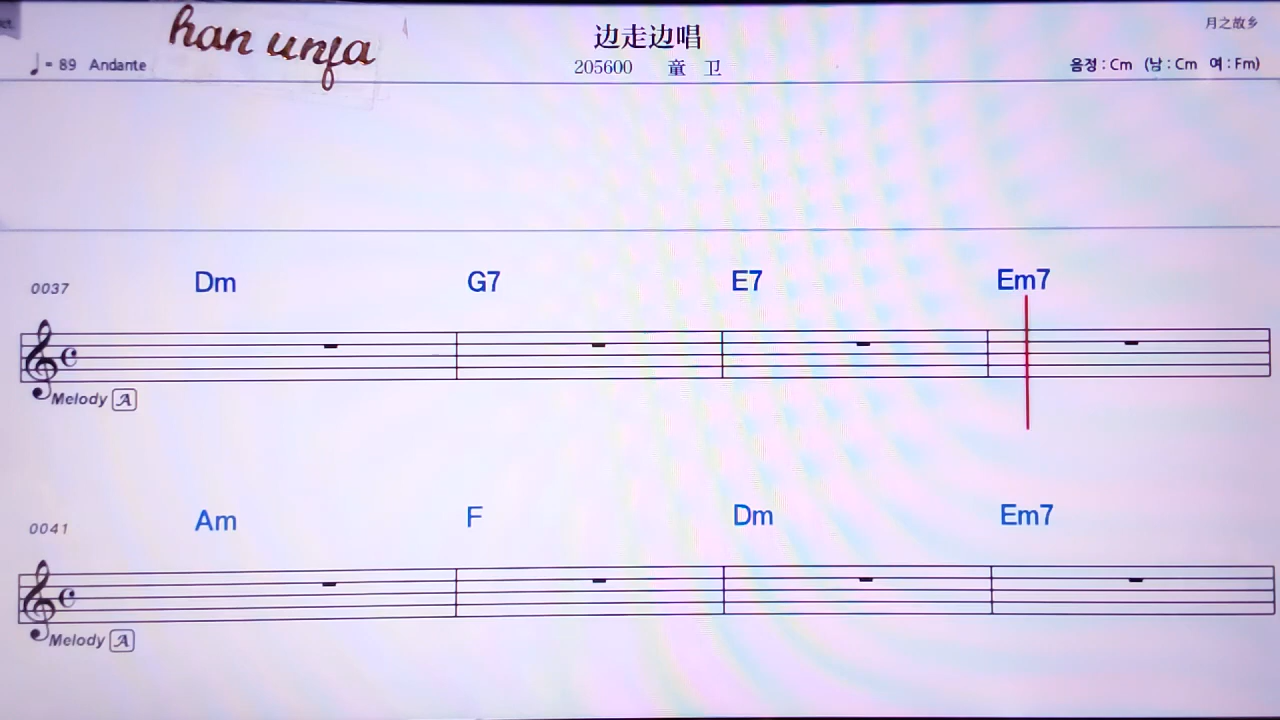 han unfa
边走边唱
月之故乡
♩= 89 Andante
205600 童 卫
음정 : Cm (남 : Cm 여 : Fm)
0037 Dm G7 E7 Em7
Melody A
0041 Am F Dm Em7
Melody A